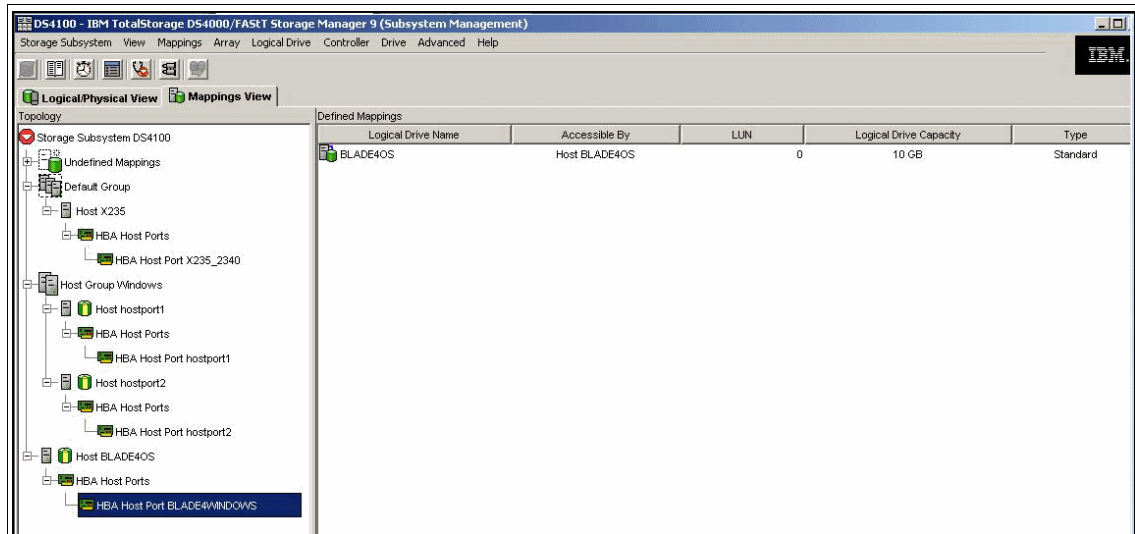 DS4100 - IBM TotalStorage DS4000/FAStT Storage Manager 9 (Subsystem Management)
Storage Subsystem View Mappings Array Logical Drive Controller Drive Advanced Help
IBM.
Logical/Physical View Mappings View
Topology
Storage Subsystem DS4100
Undefined Mappings
Default Group
Host X235
HBA Host Ports
HBA Host Port X235_2340
Host Group Windows
Host hostport1
HBA Host Ports
HBA Host Port hostport1
Host hostport2
HBA Host Ports
HBA Host Port hostport2
Host BLADE4OS
HBA Host Ports
HBA Host Port BLADE4WINDOWS
Defined Mappings
Logical Drive Name Accessible By LUN Logical Drive Capacity Type
BLADE4OS Host BLADE4OS 0 10 GB Standard